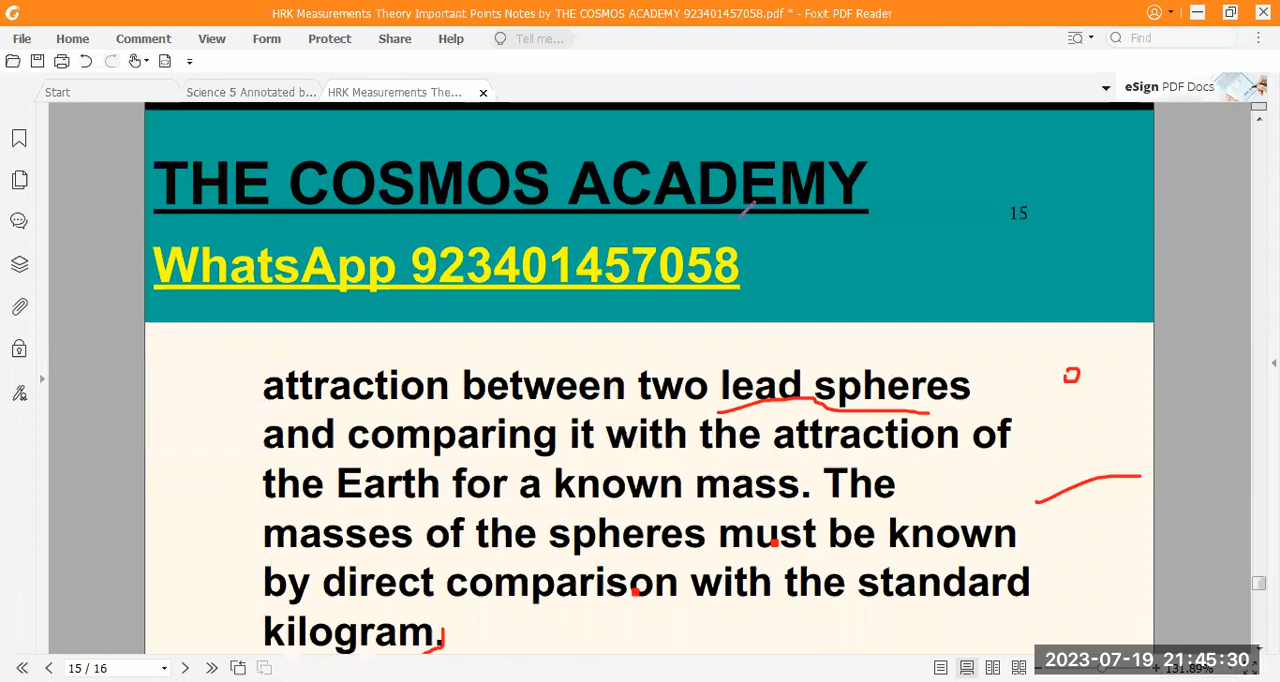 HRK Measurements Theory Important Points Notes by THE COSMOS ACADEMY 923401457058.pdf * - Foxit PDF Reader
File Home Comment View Form Protect Share Help Tell me... Find
Start Science 5 Annotated b... HRK Measurements The... eSign PDF Docs
THE COSMOS ACADEMY
15
WhatsApp 923401457058
attraction between two lead spheres
and comparing it with the attraction of
the Earth for a known mass. The
masses of the spheres must be known
by direct comparison with the standard
kilogram.
15 / 16
2023-07-19 21:45:30
131.89%